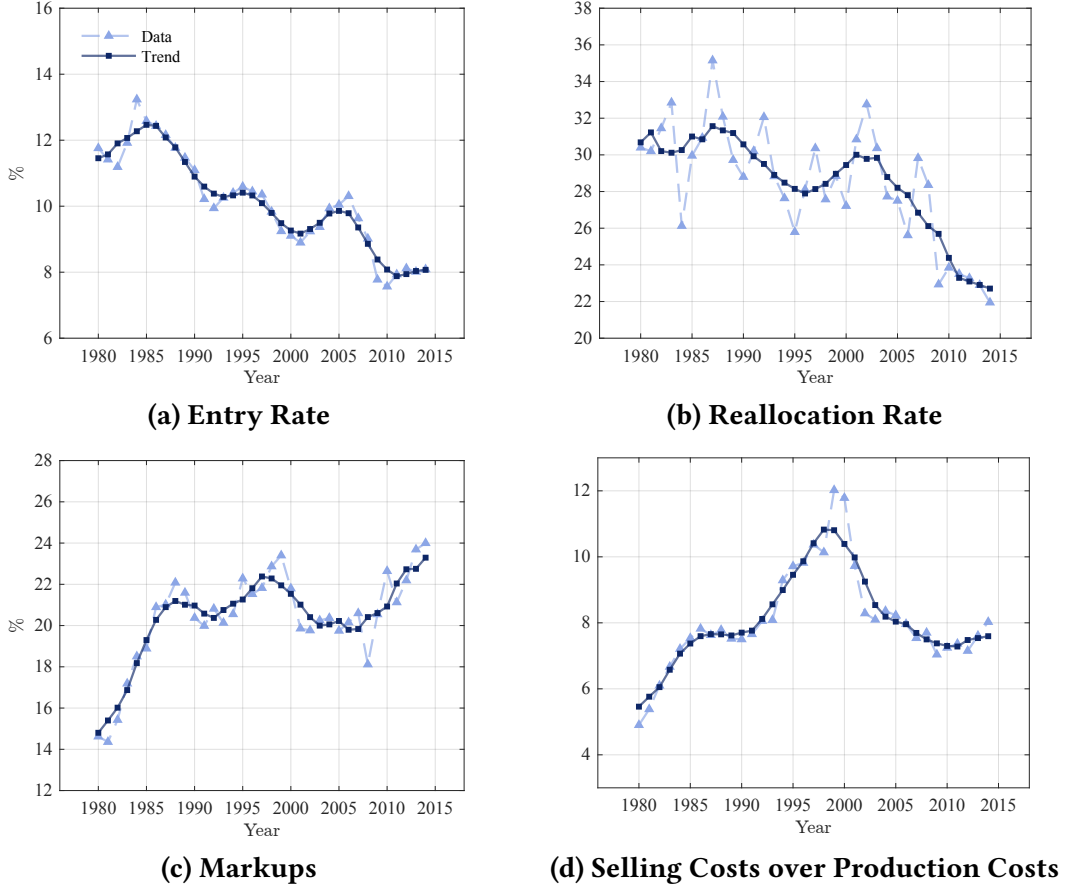 16
14
12
10
8
6
%
Data
Trend
1980 1985 1990 1995 2000 2005 2010 2015
Year
(a) Entry Rate
38
36
34
32
30
28
26
24
22
20
1980 1985 1990 1995 2000 2005 2010 2015
Year
(b) Reallocation Rate
28
26
24
22
20
18
16
14
12
%
1980 1985 1990 1995 2000 2005 2010 2015
Year
(c) Markups
12
10
8
6
4
1980 1985 1990 1995 2000 2005 2010 2015
Year
(d) Selling Costs over Production Costs